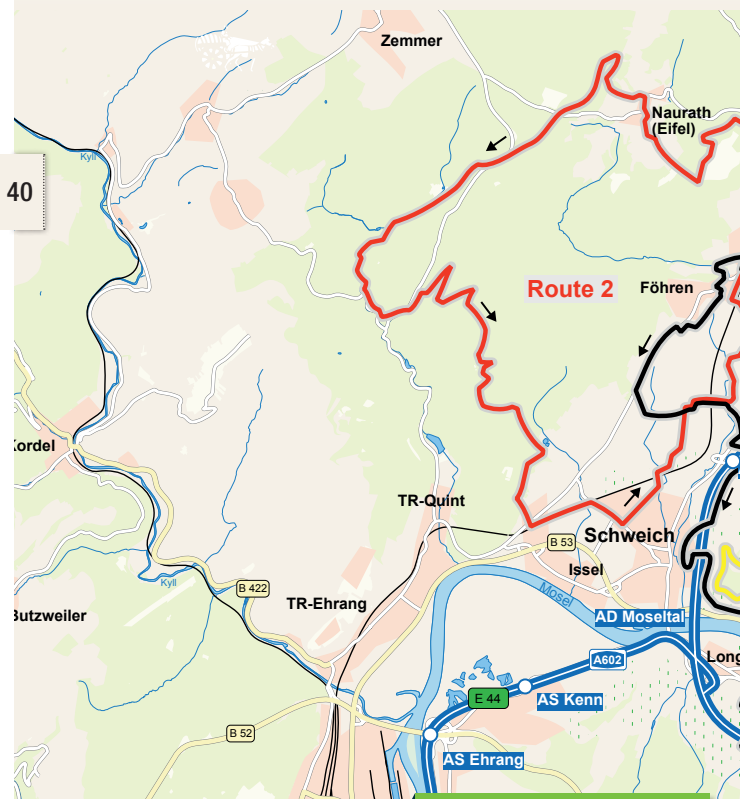 Zemmer
Naurath
(Eifel)
Kyll
40
Route 2
Föhren
Kordel
TR-Quint
Schweich
B 53
Issel
Kyll
B 422
Mosel
TR-Ehrang
Butzweiler
AD Moseltal
A602
Long
E 44
AS Kenn
B 52
AS Ehrang